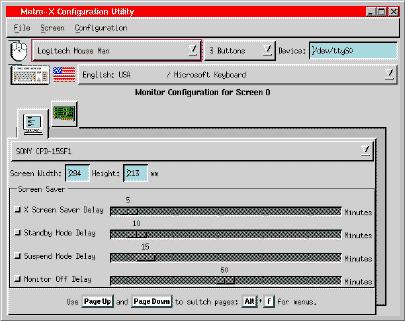 Metro-X Configuration Utility
File Screen Configuration
Logitech Mouse Man 3 Buttons Device: /dev/ttyS0
English: USA / Microsoft Keyboard
Monitor Configuration for Screen 0
SONY CPD-15SF1
Screen Width: 284 Height: 213 mm
Screen Saver
5
X Screen Saver Delay Minutes
10
Standby Mode Delay Minutes
15
Suspend Mode Delay Minutes
60
Monitor Off Delay Minutes
Use Page Up and Page Down to switch pages: Alt + F for menus.